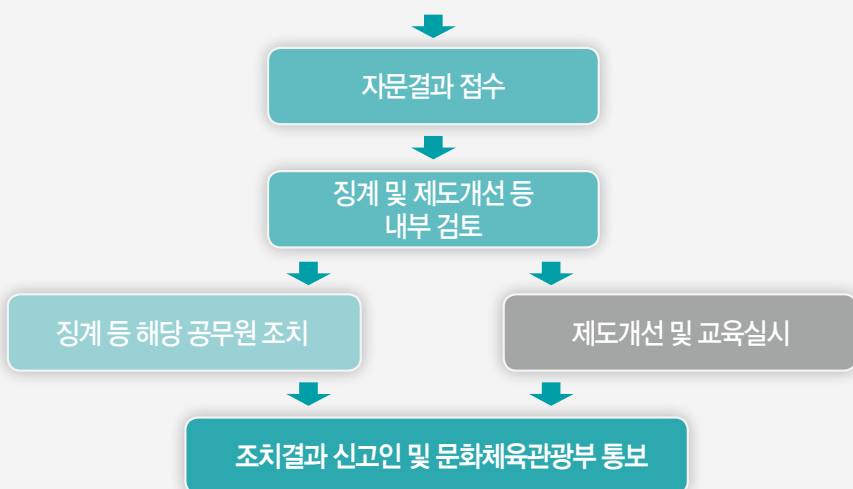 자문결과 접수
징계 및 제도개선 등
내부 검토
징계 등 해당 공무원 조치
제도개선 및 교육실시
조치결과 신고인 및 문화체육관광부 통보